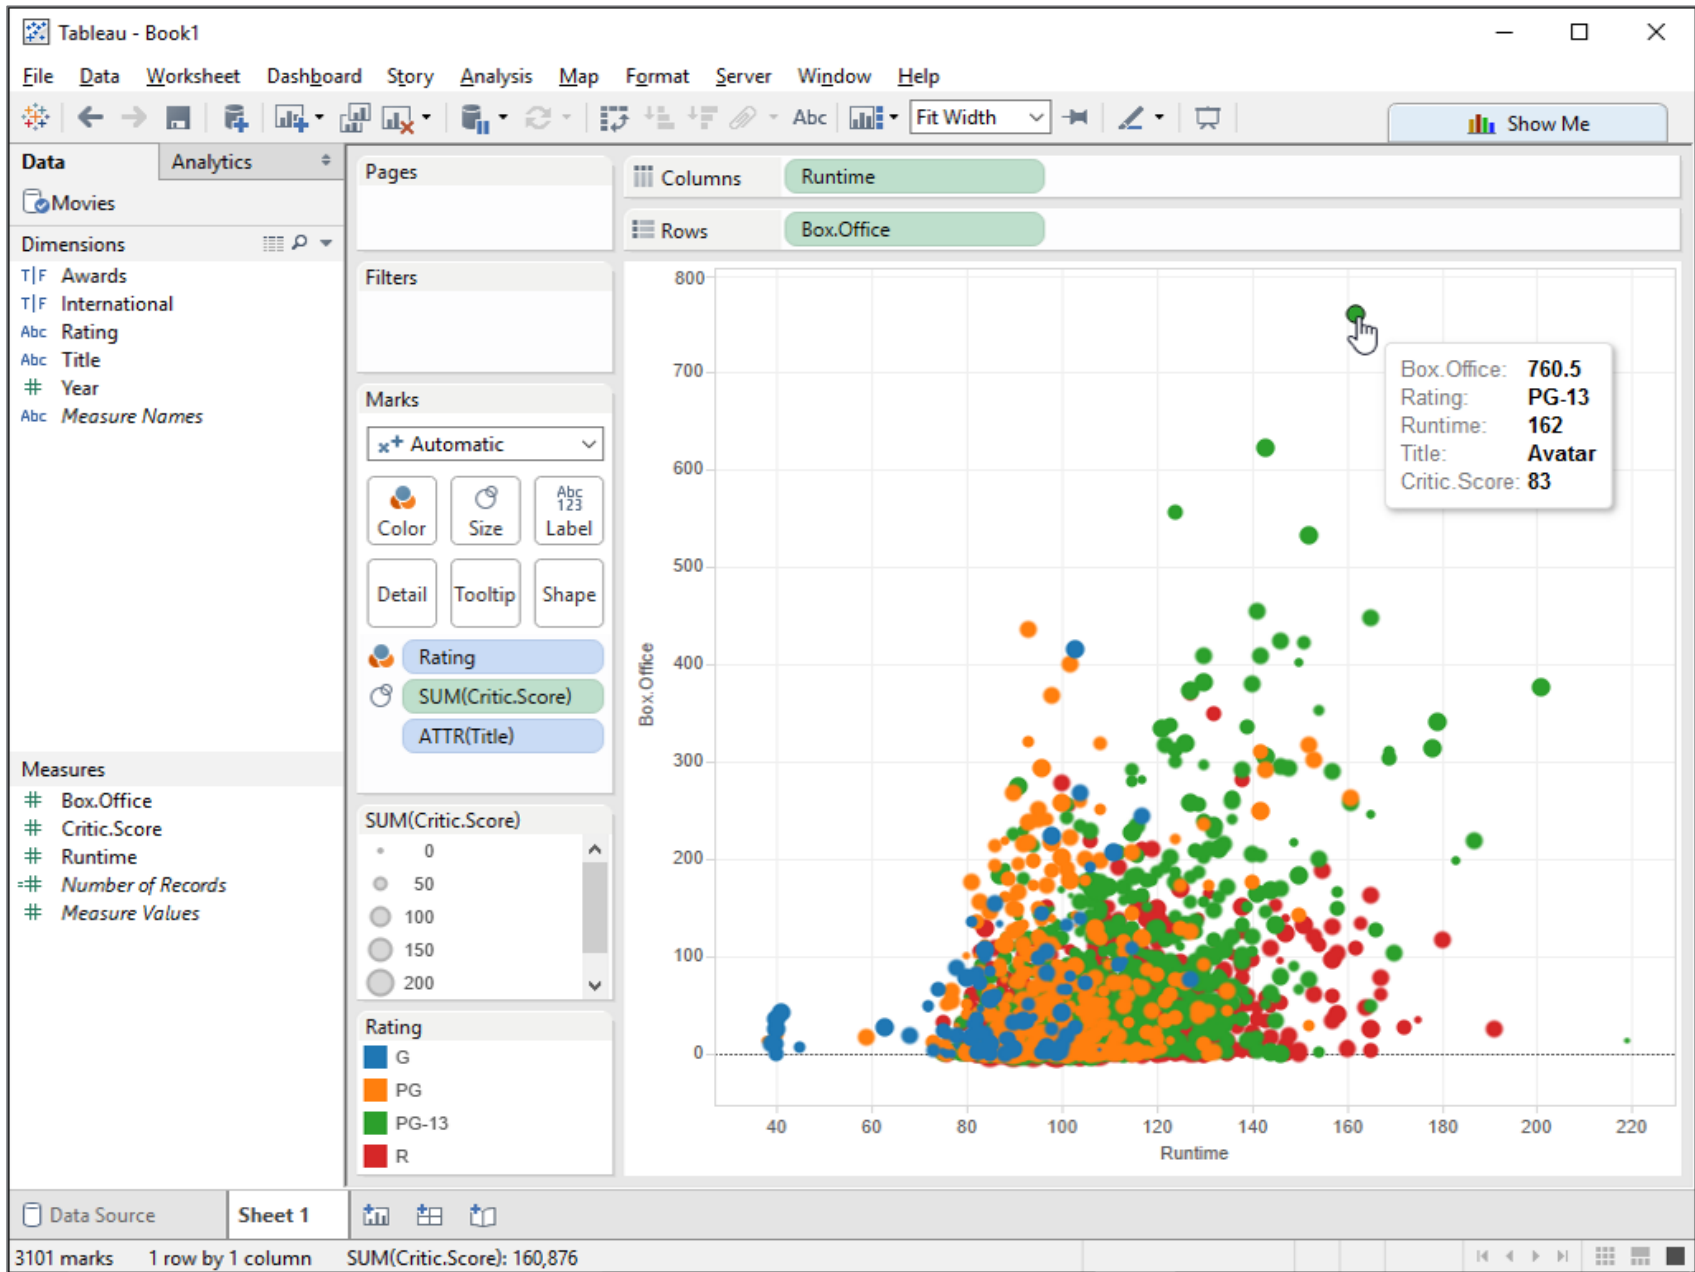 Tableau - Book1
File Data Worksheet Dashboard Story Analysis Map Format Server Window Help
Abc Fit Width Show Me
Data Analytics
Movies
Dimensions
T|F Awards
T|F International
Abc Rating
Abc Title
# Year
Abc Measure Names
Measures
# Box.Office
# Critic.Score
# Runtime
=# Number of Records
# Measure Values
Pages
Filters
Marks
Automatic
Color Size Abc 123 Label
Detail Tooltip Shape
Rating
SUM(Critic.Score)
ATTR(Title)
SUM(Critic.Score)
0
50
100
150
200
Rating
G
PG
PG-13
R
Columns Runtime
Rows Box.Office
800
700
600
500
400
300
200
100
0
Box.Office
Box.Office: 760.5
Rating: PG-13
Runtime: 162
Title: Avatar
Critic.Score: 83
40 60 80 100 120 140 160 180 200 220
Runtime
Data Source Sheet 1
3101 marks 1 row by 1 column SUM(Critic.Score): 160,876